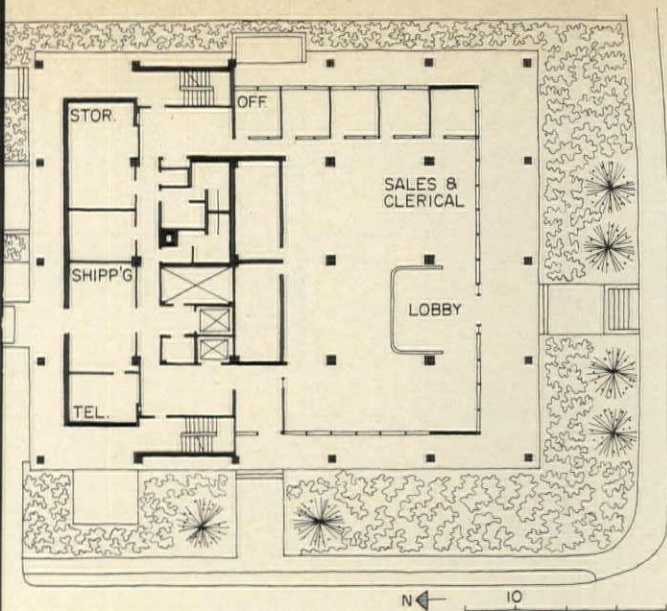 STOR.
OFF.
SALES &
CLERICAL
SHIPP'G
LOBBY
TEL.
N
10